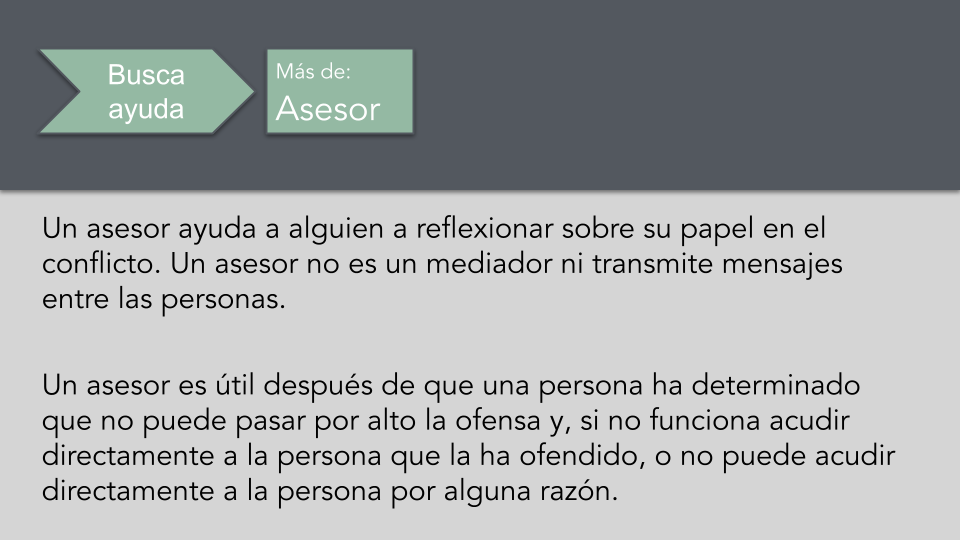 Busca
ayuda
Más de:
Asesor
Un asesor ayuda a alguien a reflexionar sobre su papel en el
conflicto. Un asesor no es un mediador ni transmite mensajes
entre las personas.
Un asesor es útil después de que una persona ha determinado
que no puede pasar por alto la ofensa y, si no funciona acudir
directamente a la persona que la ha ofendido, o no puede acudir
directamente a la persona por alguna razón.